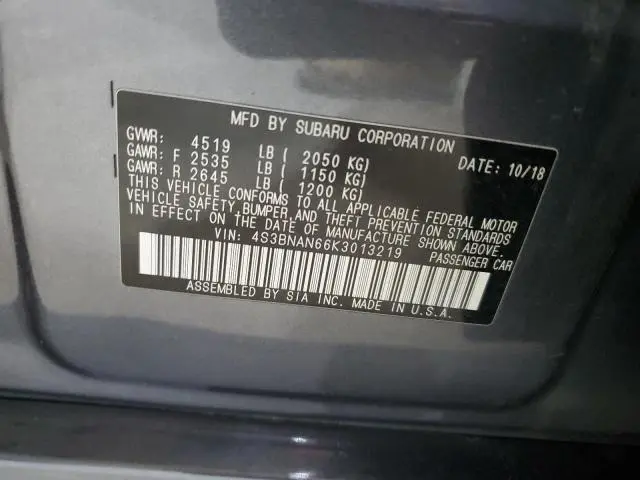 MFD BY SUBARU CORPORATION
GVWR: 4519 LB ( 2050 KG) DATE: 10/18
GAWR: F 2535 LB ( 1150 KG)
GAWR: R 2645 LB ( 1200 KG)
THIS VEHICLE CONFORMS TO ALL APPLICABLE FEDERAL MOTOR
VEHICLE SAFETY,BUMPER,AND THEFT PREVENTION STANDARDS
IN EFFECT ON THE DATE OF MANUFACTURE SHOWN ABOVE.
VIN: 4S3BNAN66K3013219 PASSENGER CAR
ASSEMBLED BY SIA INC. MADE IN U.S.A.